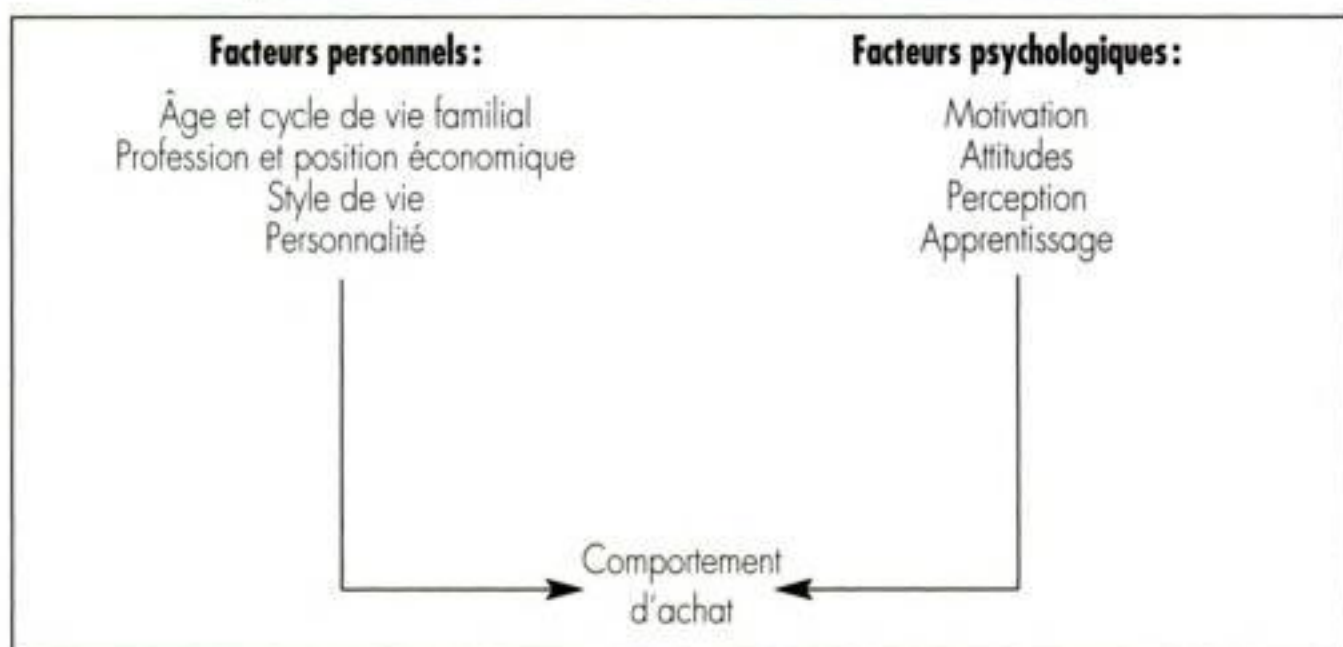 Facteurs personnels :
Âge et cycle de vie familial
Profession et position économique
Style de vie
Personnalité
Facteurs psychologiques :
Motivation
Attitudes
Perception
Apprentissage
Comportement
d'achat